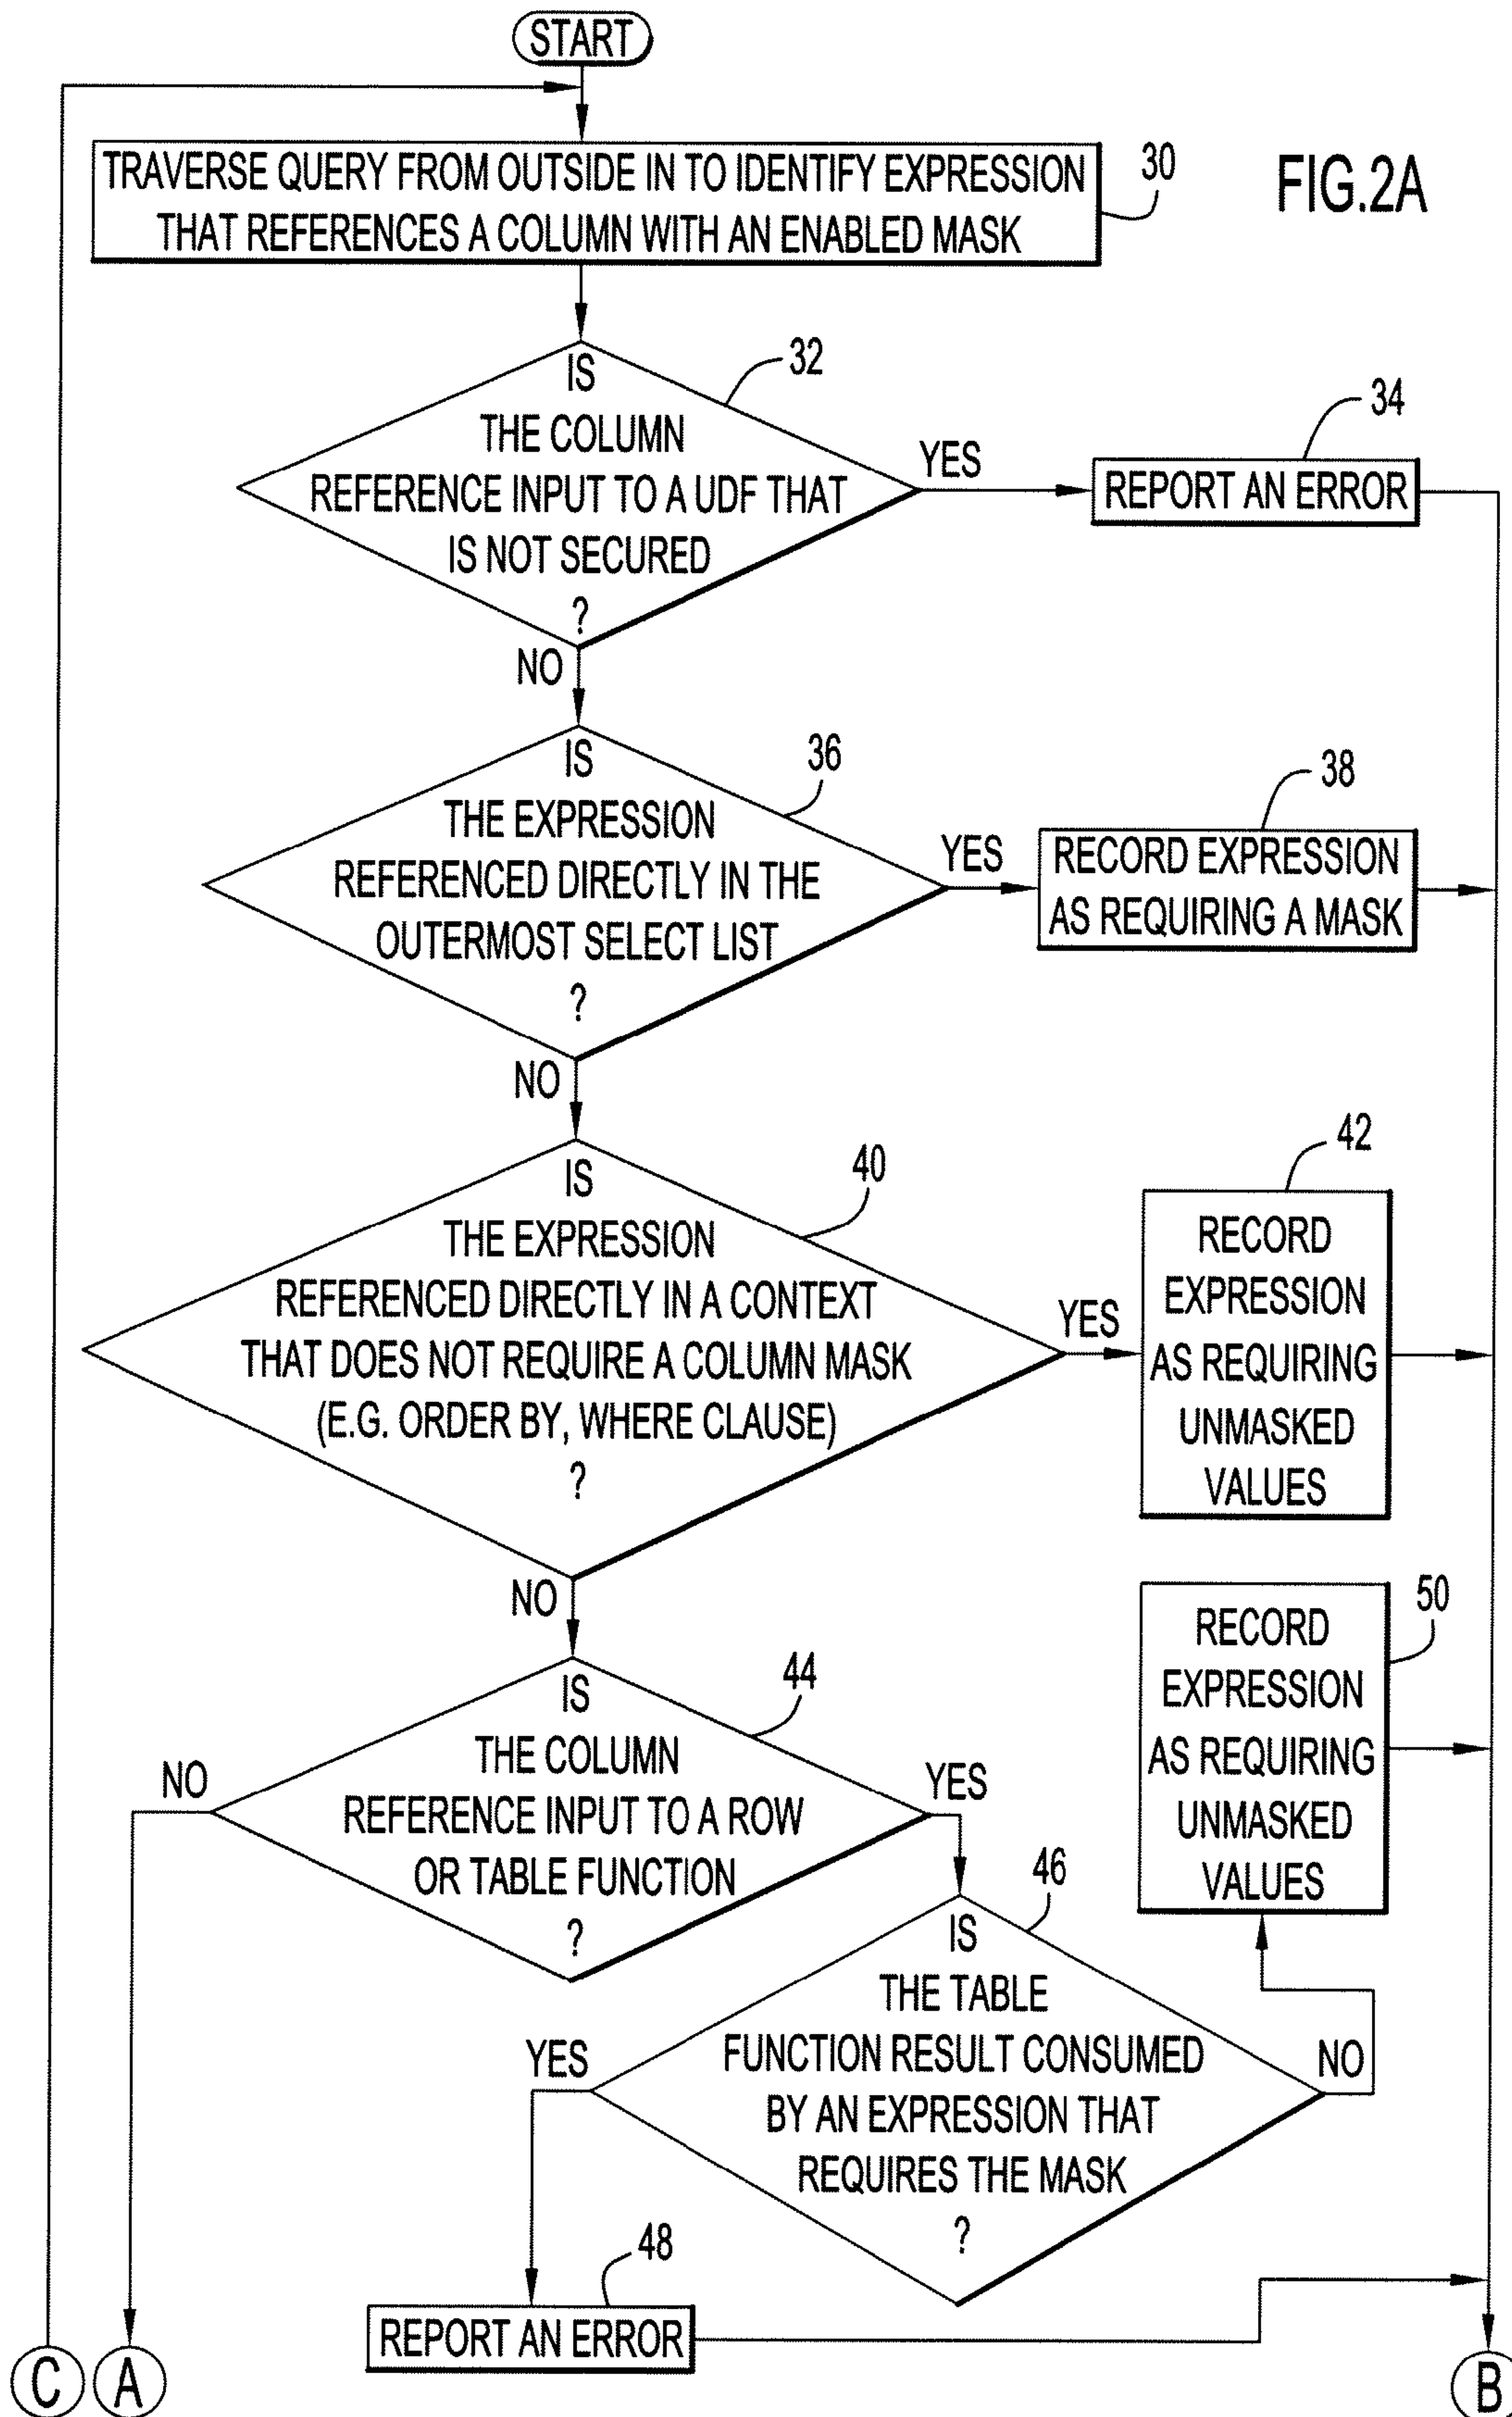 START
TRAVERSE QUERY FROM OUTSIDE IN TO IDENTIFY EXPRESSION
THAT REFERENCES A COLUMN WITH AN ENABLED MASK
30
FIG.2A
IS
THE COLUMN
REFERENCE INPUT TO A UDF THAT
IS NOT SECURED
?
32
YES
34
REPORT AN ERROR
NO
IS
THE EXPRESSION
REFERENCED DIRECTLY IN THE
OUTERMOST SELECT LIST
?
36
YES
38
RECORD EXPRESSION
AS REQUIRING A MASK
NO
IS
THE EXPRESSION
REFERENCED DIRECTLY IN A CONTEXT
THAT DOES NOT REQUIRE A COLUMN MASK
(E.G. ORDER BY, WHERE CLAUSE)
?
40
YES
42
RECORD
EXPRESSION
AS REQUIRING
UNMASKED
VALUES
NO
IS
THE COLUMN
REFERENCE INPUT TO A ROW
OR TABLE FUNCTION
?
44
NO
YES
46
IS
THE TABLE
FUNCTION RESULT CONSUMED
BY AN EXPRESSION THAT
REQUIRES THE MASK
?
YES
NO
50
RECORD
EXPRESSION
AS REQUIRING
UNMASKED
VALUES
48
REPORT AN ERROR
C
A
B